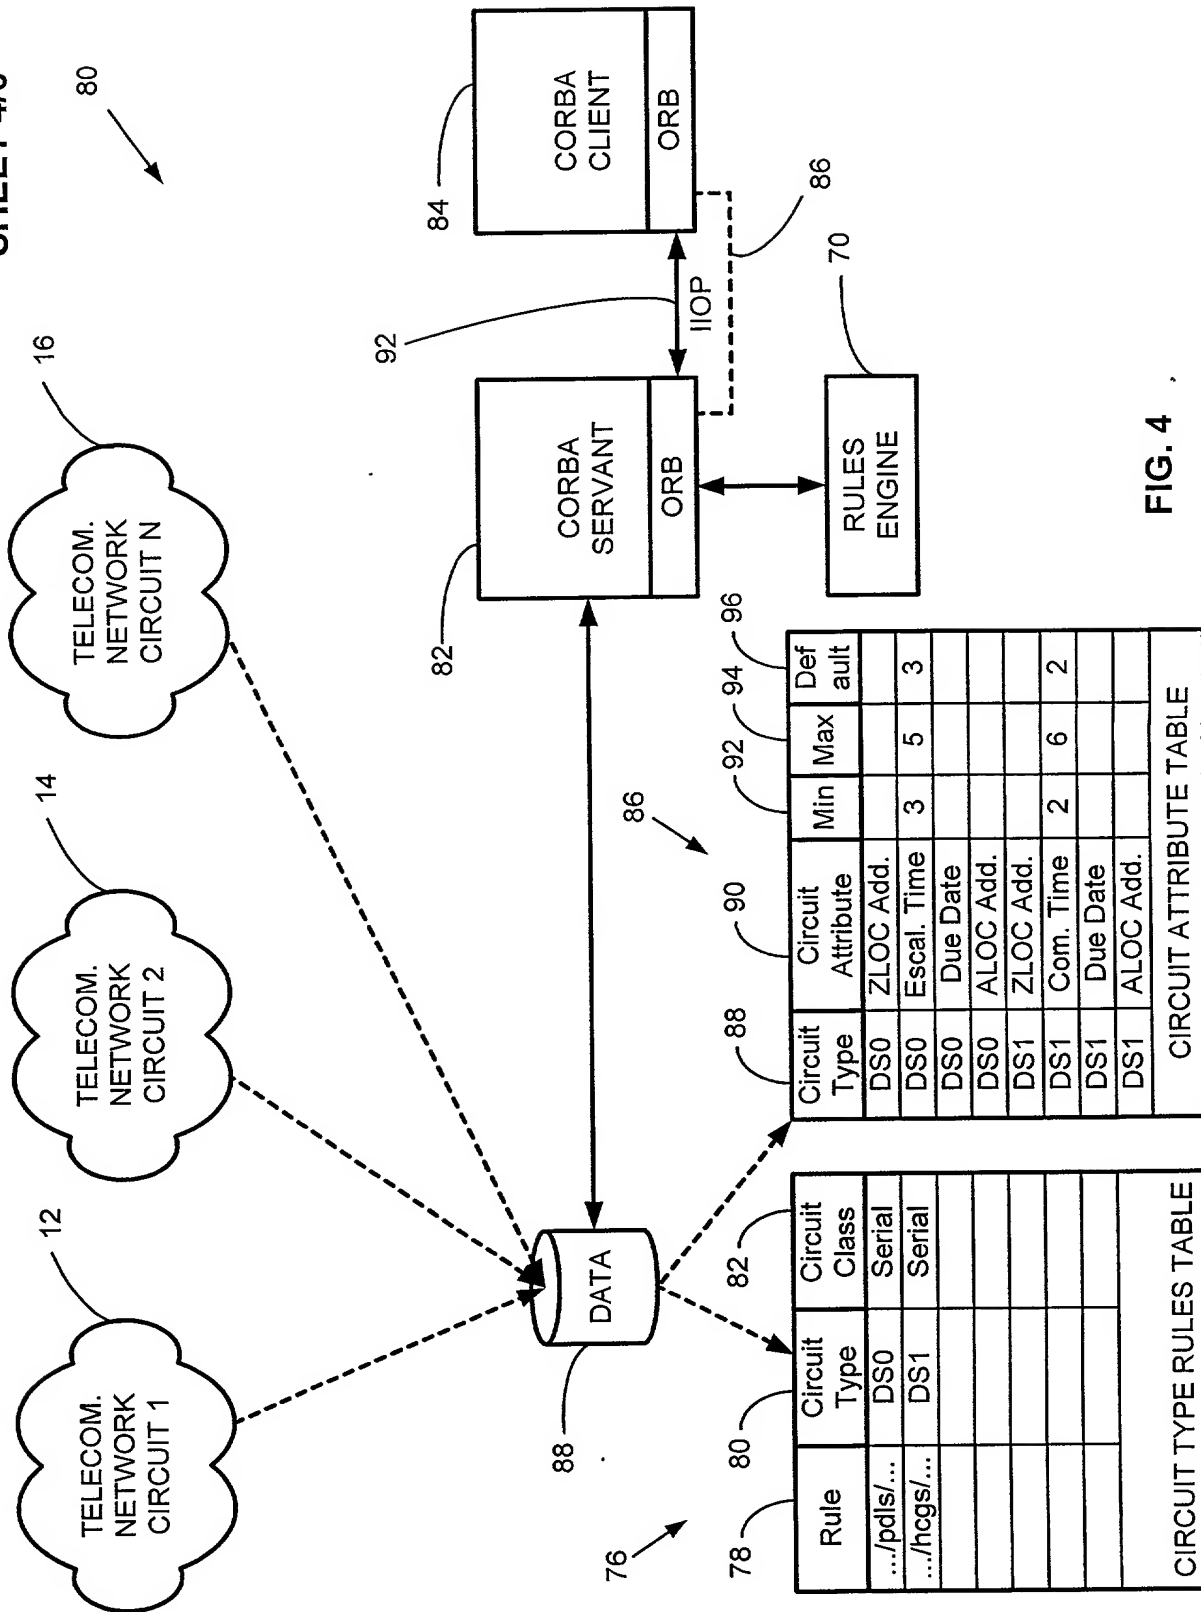 SHEET
80
12
14
16
TELECOM.
NETWORK
CIRCUIT 1
TELECOM.
NETWORK
CIRCUIT 2
TELECOM.
NETWORK
CIRCUIT N
88
DATA
82
CORBA
SERVANT
ORB
92
IIOP
84
CORBA
CLIENT
ORB
86
70
RULES
ENGINE
76
78
80
82
Rule
Circuit
Type
Circuit
Class
.../pdls/...
DS0
Serial
.../hcgs/...
DS1
Serial
CIRCUIT TYPE RULES TABLE
86
88
90
92
94
96
Circuit
Type
Circuit
Attribute
Min
Max
Def
ault
DS0
ZLOC Add.
DS0
Escal. Time
3
5
3
DS0
Due Date
DS0
ALOC Add.
DS1
ZLOC Add.
DS1
Com. Time
2
6
2
DS1
Due Date
DS1
ALOC Add.
CIRCUIT ATTRIBUTE TABLE
FIG. 4